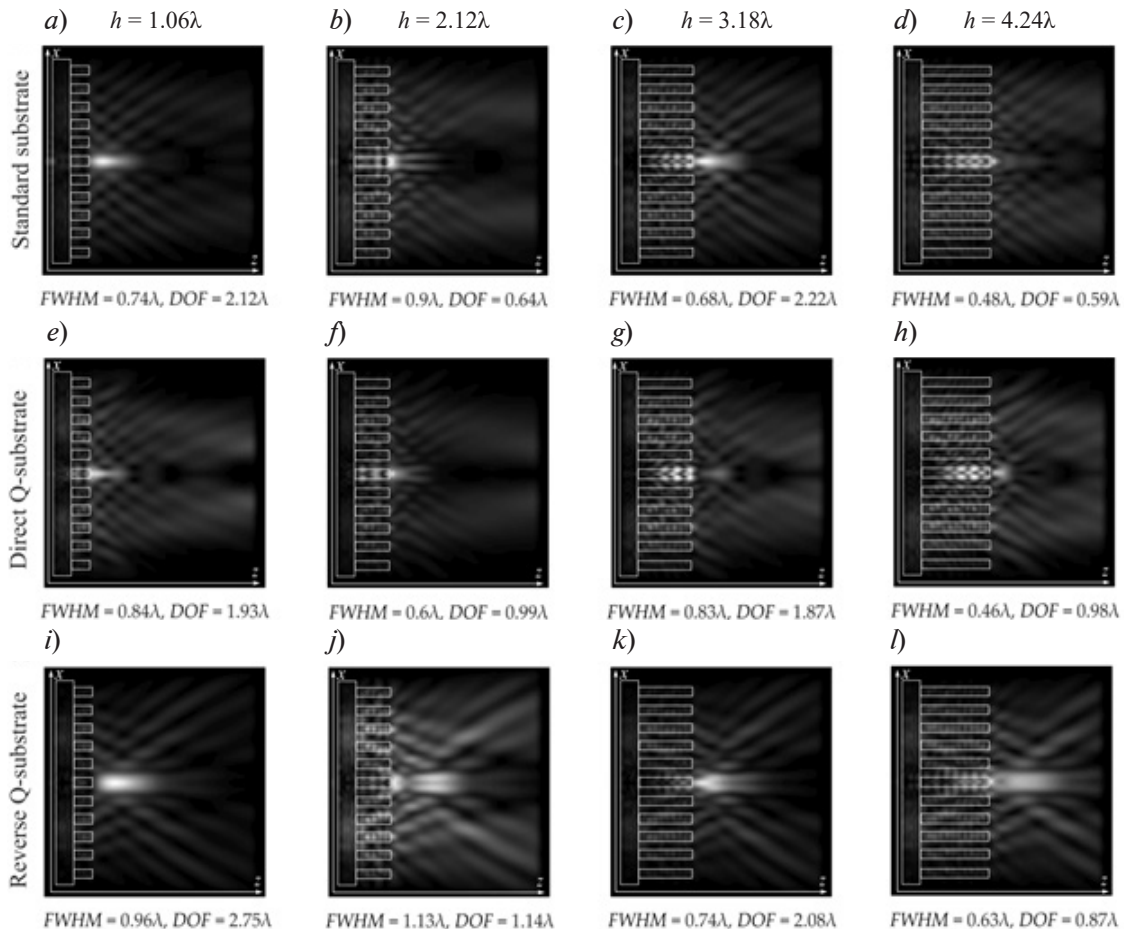 a) h = 1.06λ b) h = 2.12λ c) h = 3.18λ d) h = 4.24λ
Standard substrate
x x x x
z z z z
FWHM = 0.74λ, DOF = 2.12λ FWHM = 0.9λ, DOF = 0.64λ FWHM = 0.68λ, DOF = 2.22λ FWHM = 0.48λ, DOF = 0.59λ
e) f) g) h)
Direct Q-substrate
x x x x
z z z z
FWHM = 0.84λ, DOF = 1.93λ FWHM = 0.6λ, DOF = 0.99λ FWHM = 0.83λ, DOF = 1.87λ FWHM = 0.46λ, DOF = 0.98λ
i) j) k) l)
Reverse Q-substrate
x x x x
z z z z
FWHM = 0.96λ, DOF = 2.75λ FWHM = 1.13λ, DOF = 1.14λ FWHM = 0.74λ, DOF = 2.08λ FWHM = 0.63λ, DOF = 0.87λ